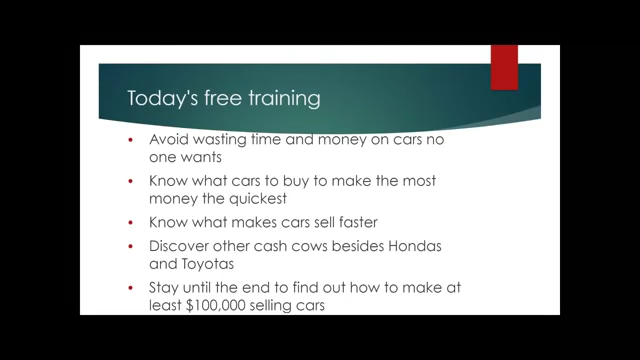 Today's free training
• Avoid wasting time and money on cars no
one wants
• Know what cars to buy to make the most
money the quickest
• Know what makes cars sell faster
• Discover other cash cows besides Hondas
and Toyotas
• Stay until the end to find out how to make at
least $100,000 selling cars